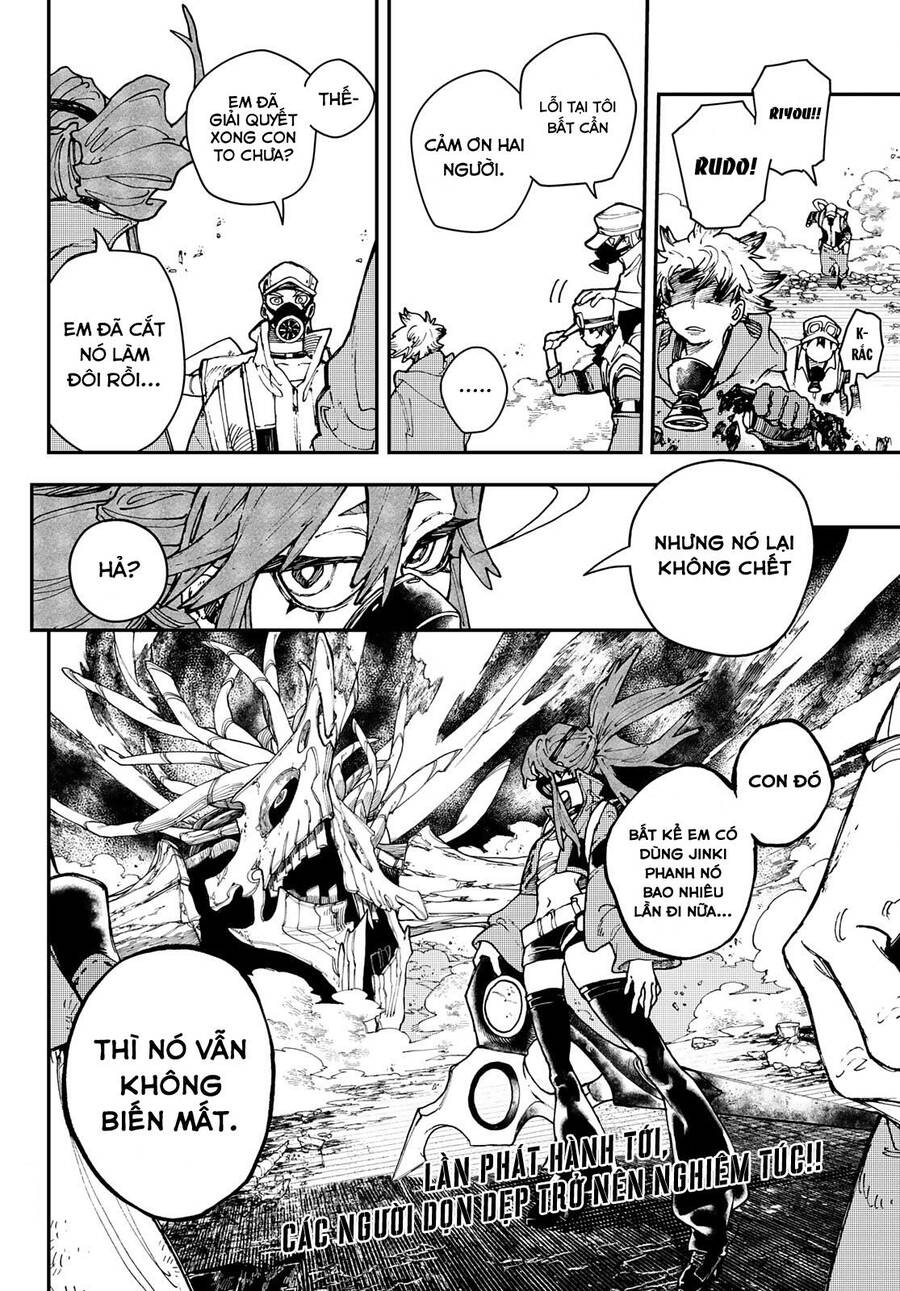 RIYOU!!
RUDO!
K-
RẮC
LỖI TẠI TÔI
BẤT CẨN
CẢM ƠN HAI
NGƯỜI.
.....
THẾ-
EM ĐÃ
GIẢI QUYẾT
XONG CON
TO CHƯA?
EM ĐÃ CẮT
NÓ LÀM
ĐÔI RỒI...
NHƯNG NÓ LẠI
KHÔNG CHẾT
HẢ?
CON ĐÓ
BẤT KỂ EM CÓ
DÙNG JINKI
PHANH NÓ
BAO NHIÊU
LẦN ĐI NỮA...
THÌ NÓ VẪN
KHÔNG
BIẾN MẤT.
LẦN PHÁT HÀNH TỚI,
CÁC NGƯỜI DỌN DẸP TRỞ NÊN NGHIÊM TÚC!!